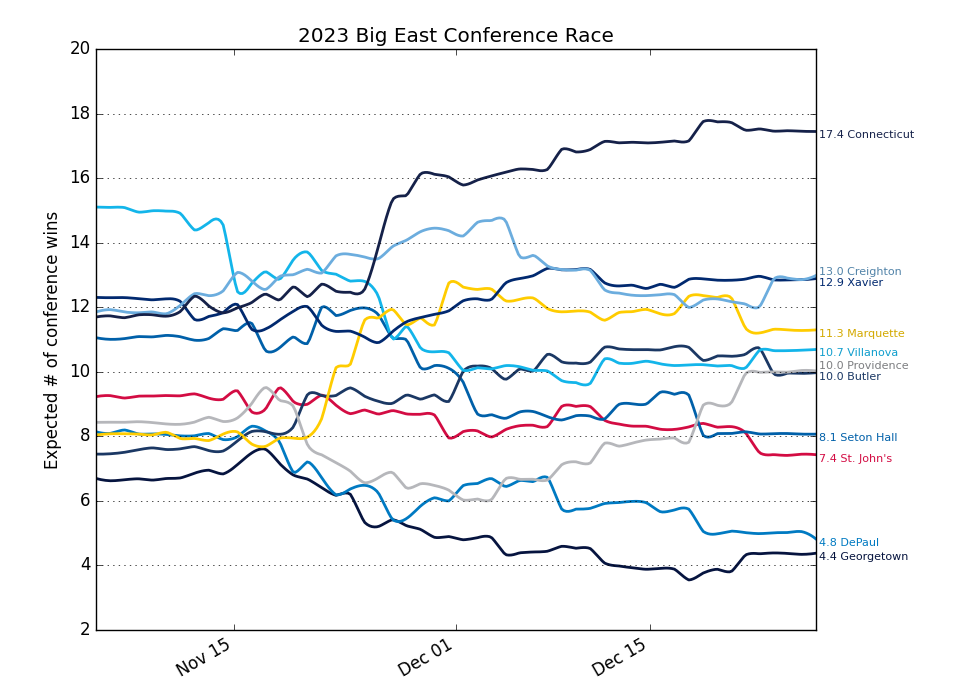 2023 Big East Conference Race
Expected # of conference wins
20
18
16
14
12
10
8
6
4
2
Nov 15
Dec 01
Dec 15
17.4 Connecticut
13.0 Creighton
12.9 Xavier
11.3 Marquette
10.7 Villanova
10.0 Providence
10.0 Butler
8.1 Seton Hall
7.4 St. John's
4.8 DePaul
4.4 Georgetown